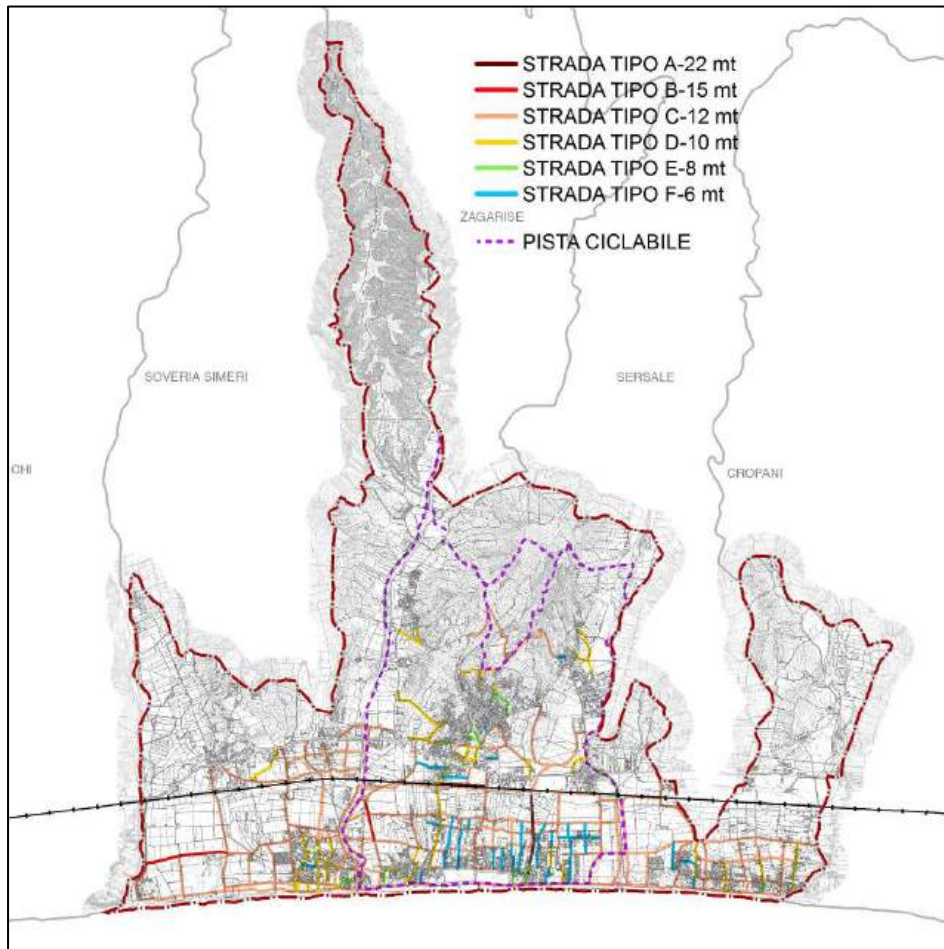 STRADA TIPO A-22 mt
STRADA TIPO B-15 mt
STRADA TIPO C-12 mt
STRADA TIPO D-10 mt
STRADA TIPO E-8 mt
STRADA TIPO F-6 mt
ZAGARISE
PISTA CICLABILE
SOVERIA SIMERI
SERSALE
CHI
CROPANI